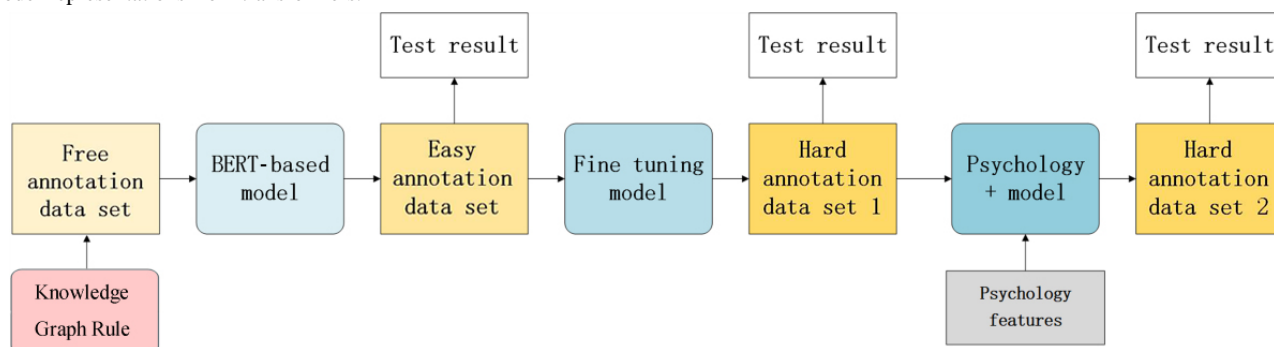 Test result
Test result
Test result
Free
annotation
data set
BERT-based
model
Easy
annotation
data set
Fine tuning
model
Hard
annotation
data set 1
Psychology
+ model
Hard
annotation
data set 2
Knowledge
Graph Rule
Psychology
features